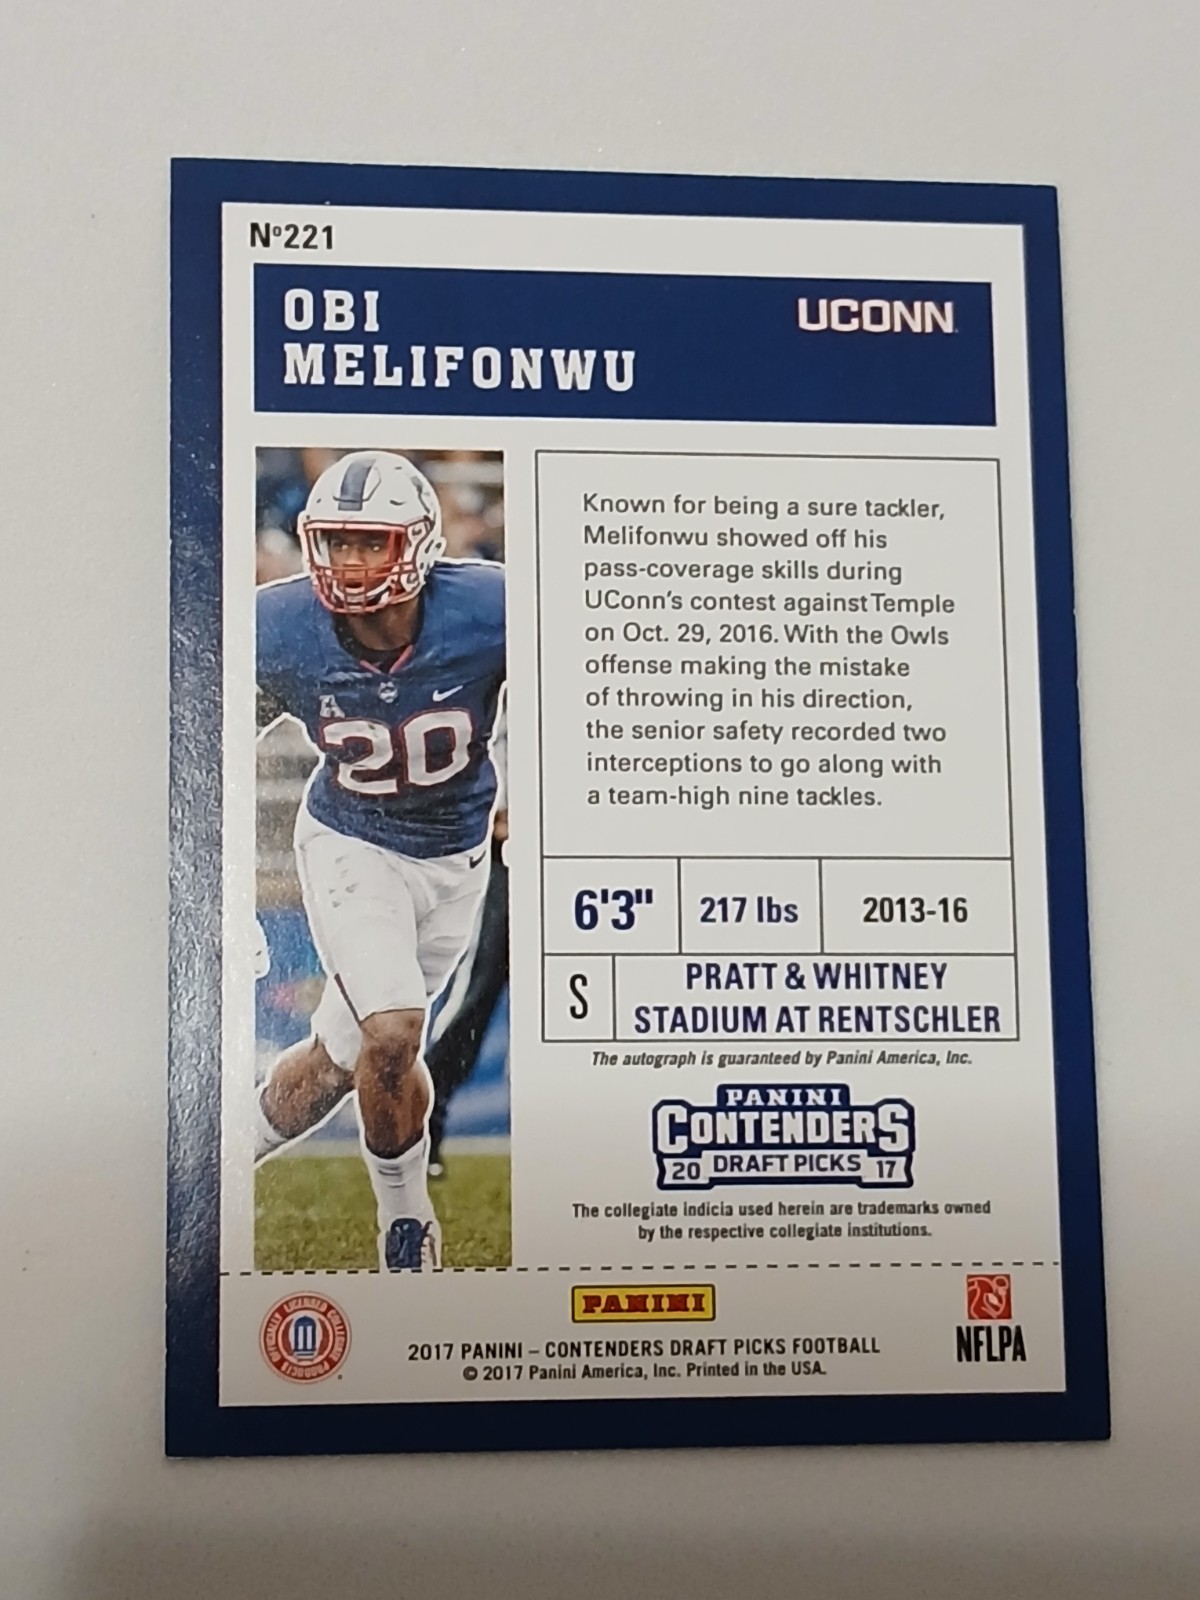 Nº221
OBI
MELIFONWU
UCONN
20
Known for being a sure tackler,
Melifonwu showed off his
pass-coverage skills during
UConn's contest against Temple
on Oct. 29, 2016. With the Owls
offense making the mistake
of throwing in his direction,
the senior safety recorded two
interceptions to go along with
a team-high nine tackles.
6'3" 217 lbs 2013-16
S PRATT & WHITNEY
STADIUM AT RENTSCHLER
The autograph is guaranteed by Panini America, Inc.
PANINI
CONTENDERS
20 DRAFT PICKS 17
The collegiate indicia used herein are trademarks owned
by the respective collegiate institutions.
OFFICIALLY LICENSED COLLEGIATE PRODUCTS
PANINI
2017 PANINI – CONTENDERS DRAFT PICKS FOOTBALL
© 2017 Panini America, Inc. Printed in the USA.
NFLPA